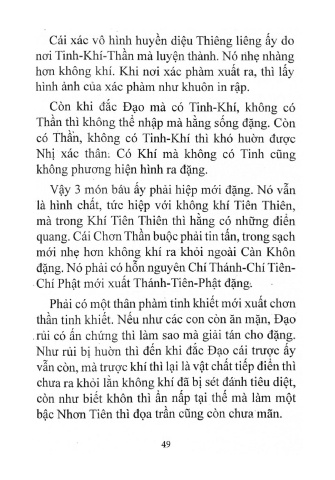 Cái xác vô hình huyền diệu Thiêng liêng ấy do
nơi Tinh-Khí-Thần mà luyện thành. Nó nhẹ nhàng
hơn không khí. Khi nơi xác phàm xuất ra, thì lấy
hình ảnh của xác phàm như khuôn in rập.
Còn khi đắc Đạo mà có Tinh-Khí, không có
Thần thì không thể nhập mà hằng sống đặng. Còn
có Thần, không có Tinh-Khí thì khó huờn được
Nhị xác thân. Có Khí mà không có Tinh cũng
không phương hiện hình ra đặng.
Vậy 3 món báu ấy phải hiệp mới đặng. Nó vẫn
là hình chất, tức hiệp với không khí Tiên Thiên,
mà trong Khí Tiên Thiên thì hằng có những điển
quang. Cái Chơn Thần buộc phải tin tấn, trong sạch
mới nhẹ hơn không khí ra khỏi ngoài Càn Khôn
đặng. Nó phải có hỗn nguyên Chí Thánh-Chí Tiên-
Chí Phật mới xuất Thánh-Tiên-Phật đặng.
Phải có một thân phàm tinh khiết mới xuất chơn
thần tinh khiết. Nếu như các con còn ăn mặn, Đạo
rủi có ấn chứng thì làm sao mà giải tán cho đặng.
Như rủi bị huờn thì đến khi đắc Đạo cái trược ấy
vẫn còn, mà trược khí thì lại là vật chất tiếp điển thì
chưa ra khỏi lằn không khí đã bị sét đánh tiêu diệt,
còn như biết khôn thì ẩn nấp tại thế mà làm một
bậc Nhơn Tiên thì đọa trần cũng còn chưa mãn.
49